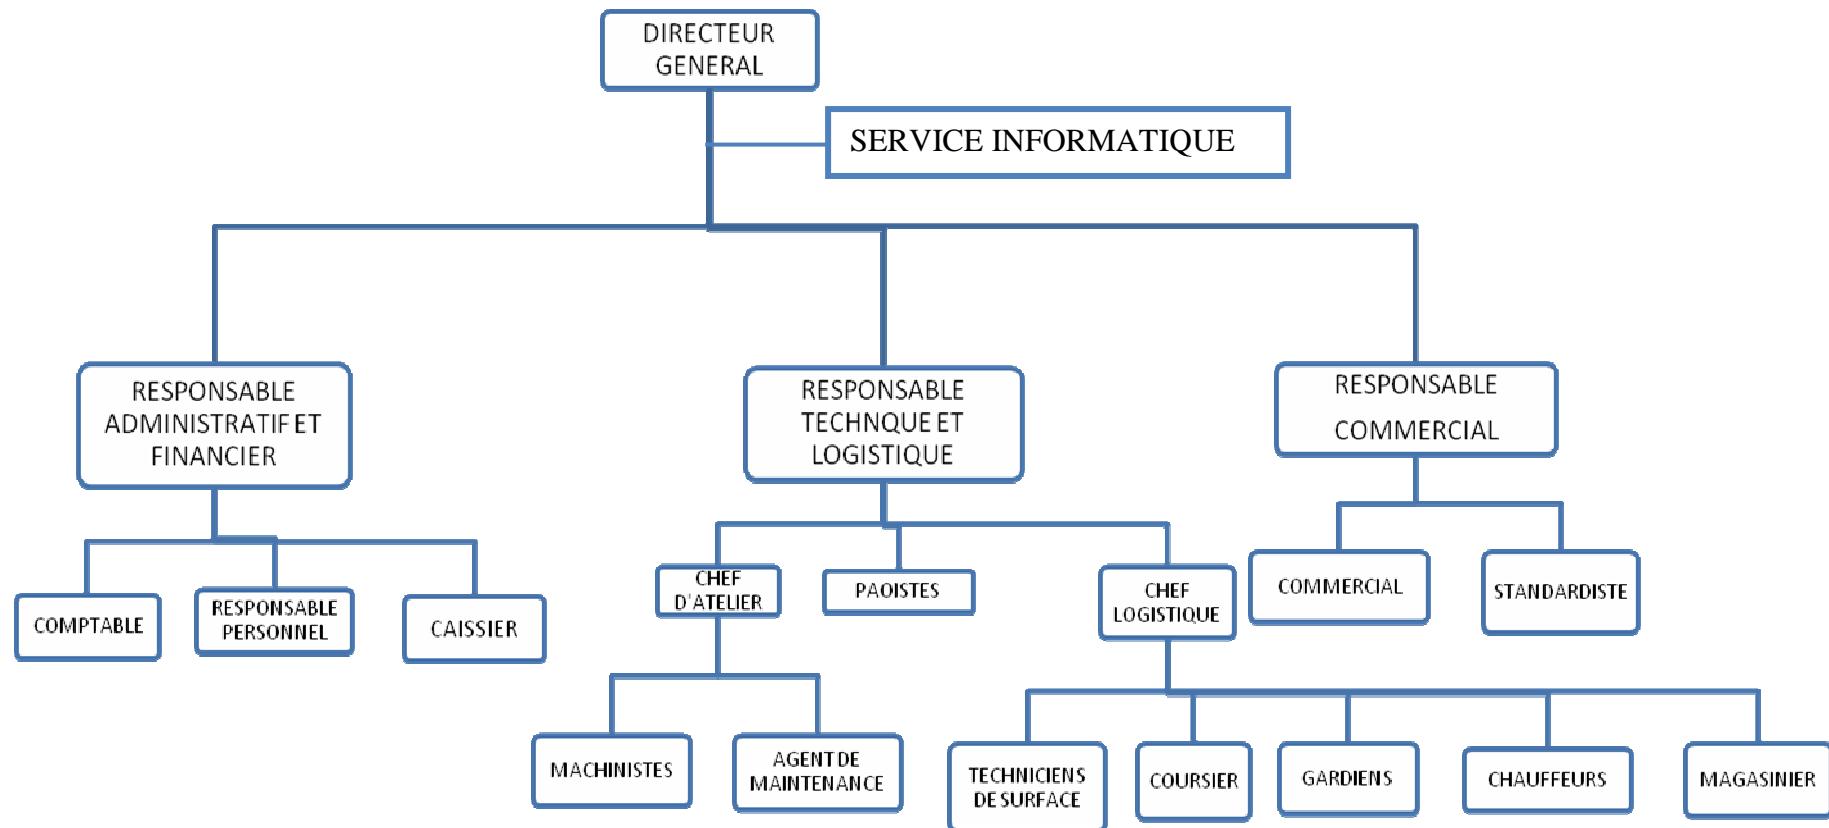 DIRECTEUR
GENERAL
SERVICE INFORMATIQUE
RESPONSABLE
ADMINISTRATIF ET
FINANCIER
RESPONSABLE
TECHNQUE ET
LOGISTIQUE
RESPONSABLE
COMMERCIAL
COMPTABLE
RESPONSABLE
PERSONNEL
CAISSIER
CHEF
D'ATELIER
PAOISTES
CHEF
LOGISTIQUE
COMMERCIAL
STANDARDISTE
MACHINISTES
AGENT DE
MAINTENANCE
TECHNICIENS
DE SURFACE
COURSIER
GARDIENS
CHAUFFEURS
MAGASINIER